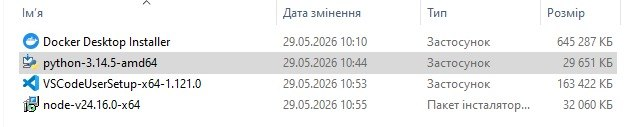 Ім'я Дата змінення Тип Розмір
Docker Desktop Installer 29.05.2026 10:10 Застосунок 645 287 КБ
python-3.14.5-amd64 29.05.2026 10:44 Застосунок 29 651 КБ
VSCodeUserSetup-x64-1.121.0 29.05.2026 10:53 Застосунок 163 422 КБ
node-v24.16.0-x64 29.05.2026 10:55 Пакет інсталятор... 32 060 КБ